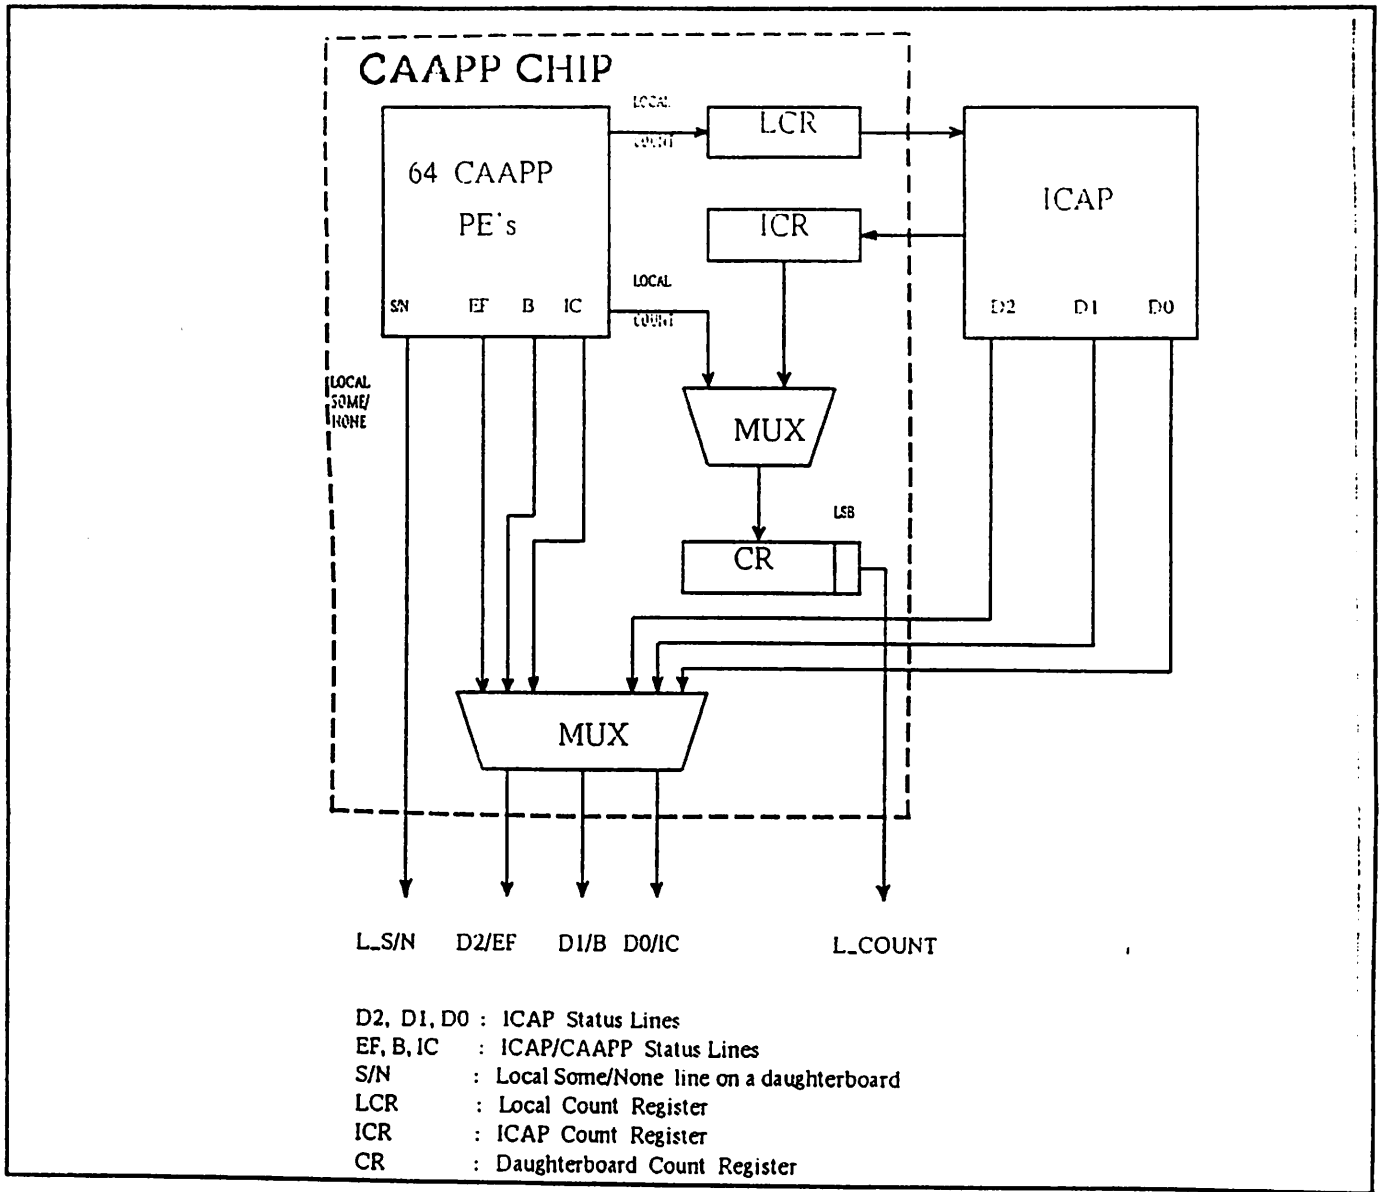 CAAPP CHIP
LOCAL
COUNT
LCR
64 CAAPP
PE's
ICAP
ICR
LOCAL
COUNT
S/N EF B IC
D2 D1 D0
LOCAL
SOME/
NONE
MUX
LSB
CR
MUX
L_S/N D2/EF D1/B D0/IC L_COUNT
D2, D1, D0 : ICAP Status Lines
EF, B, IC : ICAP/CAAPP Status Lines
S/N : Local Some/None line on a daughterboard
LCR : Local Count Register
ICR : ICAP Count Register
CR : Daughterboard Count Register